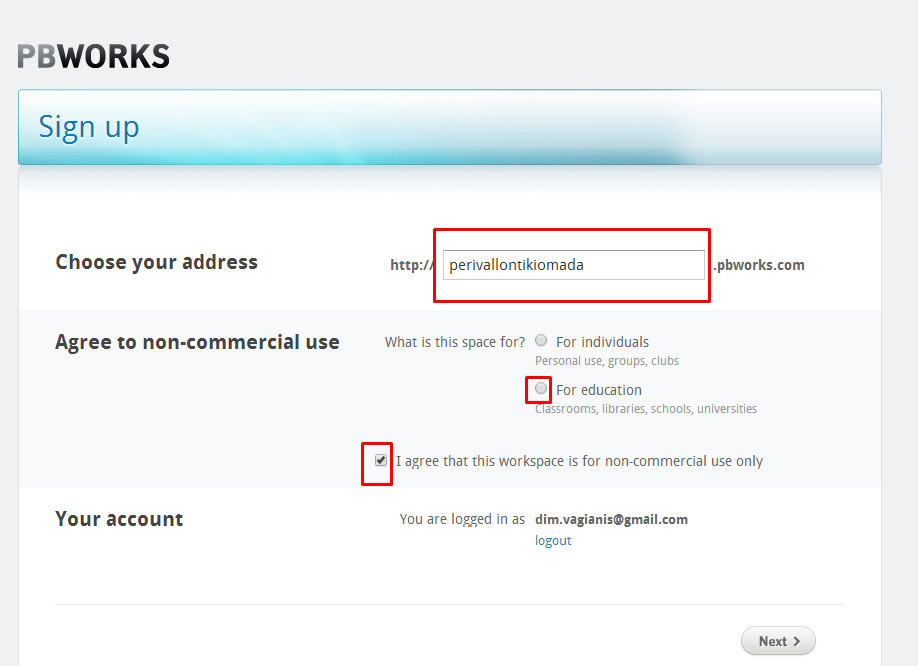 PBWORKS
Sign up
Choose your address http:// perivallontikiomada .pbworks.com
Agree to non-commercial use What is this space for? For individuals
Personal use, groups, clubs
For education
Classrooms, libraries, schools, universities
I agree that this workspace is for non-commercial use only
Your account You are logged in as dim.vagianis@gmail.com
logout
Next >